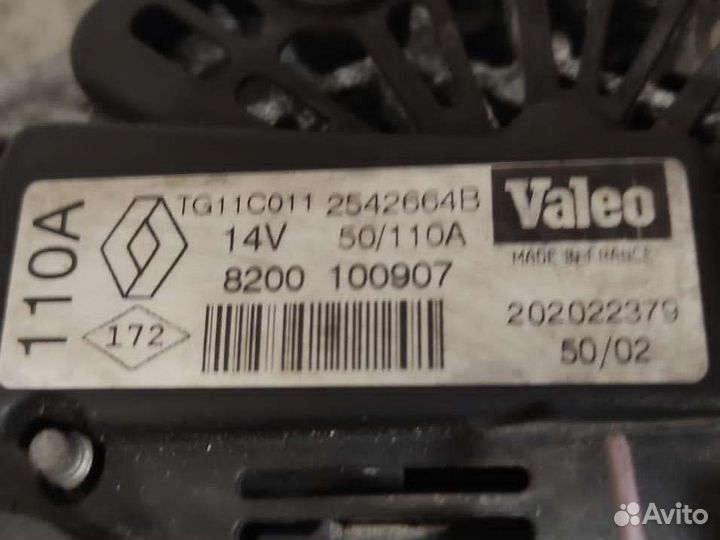 110A
TG11C011 2542664B
14V 50/110A
8200 100907
172
Valeo
MADE IN FRANCE
202022379
50/02
Avito